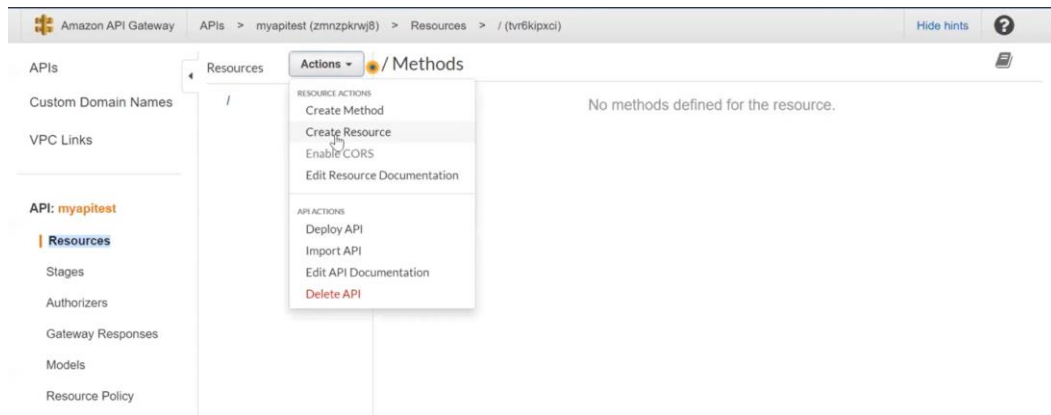 Amazon API Gateway APIs > myapitest (zmnzpkrwj8) > Resources > / (tvr6kipxci) Hide hints ?
APIs
Custom Domain Names
VPC Links
API: myapitest
Resources
Stages
Authorizers
Gateway Responses
Models
Resource Policy
Resources
/
Actions
/ Methods
RESOURCE ACTIONS
Create Method
Create Resource
Enable CORS
Edit Resource Documentation
API ACTIONS
Deploy API
Import API
Edit API Documentation
Delete API
No methods defined for the resource.